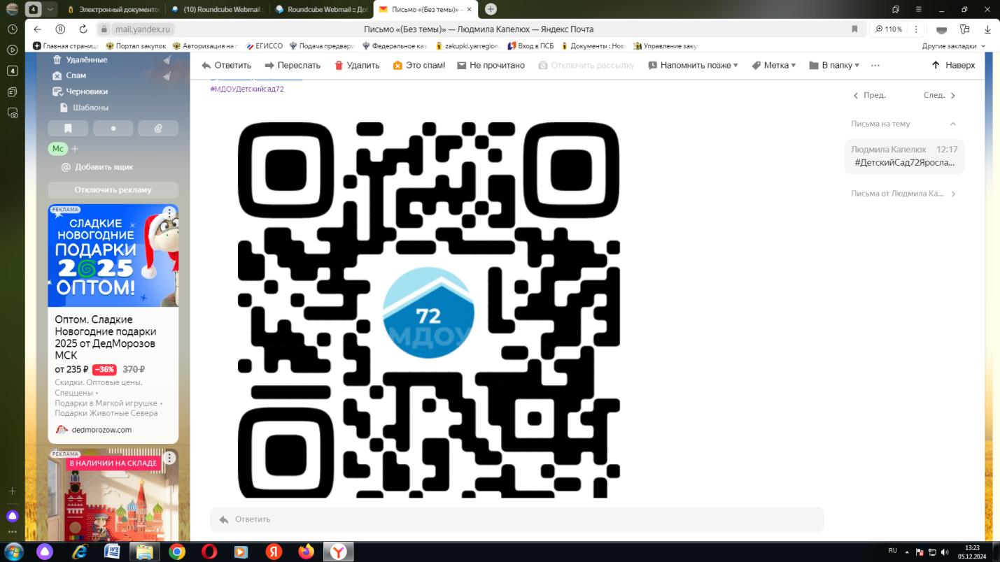 4
Электронный документос
(10) Roundcube Webmail ::
Roundcube Webmail :: Доб
Письмо «(Без темы)» –
mail.yandex.ru
Письмо «(Без темы)» — Людмила Капелюх — Яндекс Почта
110%
Главная страница
Портал закупок
Авторизация на п
ЕГИССО
Подача предвари
Федеральное каз
zakupki.yarregion.
Вход в ПСБ
Документы : Нов
Управление закуп
Другие закладки
4
Удалённые
Спам
Черновики
Шаблоны
Мс
Добавить ящик
Отключить рекламу
РЕКЛАМА
СЛАДКИЕ
НОВОГОДНИЕ
ПОДАРКИ
2025
ОПТОМ!
Оптом. Сладкие
Новогодние подарки
2025 от ДедМорозов
МСК
от 235 ₽ −36% 370 ₽
Скидки. Оптовые цены.
Спеццены •
Подарки в Мягкой игрушке •
Подарки Животные Севера
dedmorozow.com
РЕКЛАМА
В НАЛИЧИИ НА СКЛАДЕ
Ответить
Переслать
Удалить
Это спам!
Не прочитано
Отключить рассылку
Напомнить позже
Метка
В папку
Наверх
#МДОУДетскийсад72
72
МДОУ
Ответить
Пред.
След.
Письма на тему
Людмила Капелюх 12:17
#ДетскийСад72Яросла...
Письма от Людмила Ка...
RU
13:23
05.12.2024